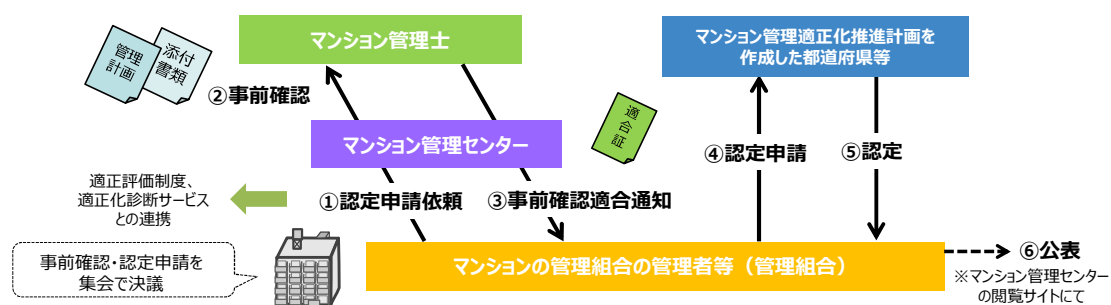 マンション管理士
マンション管理適正化推進計画を
作成した都道府県等
管理
計画
添付
書類
②事前確認
マンション管理センター
適合証
④認定申請
⑤認定
適正評価制度、
適正化診断サービス
との連携
①認定申請依頼
③事前確認適合通知
事前確認・認定申請を
集会で決議
マンションの管理組合の管理者等（管理組合）
⑥公表
※マンション管理センター
の閲覧サイトにて